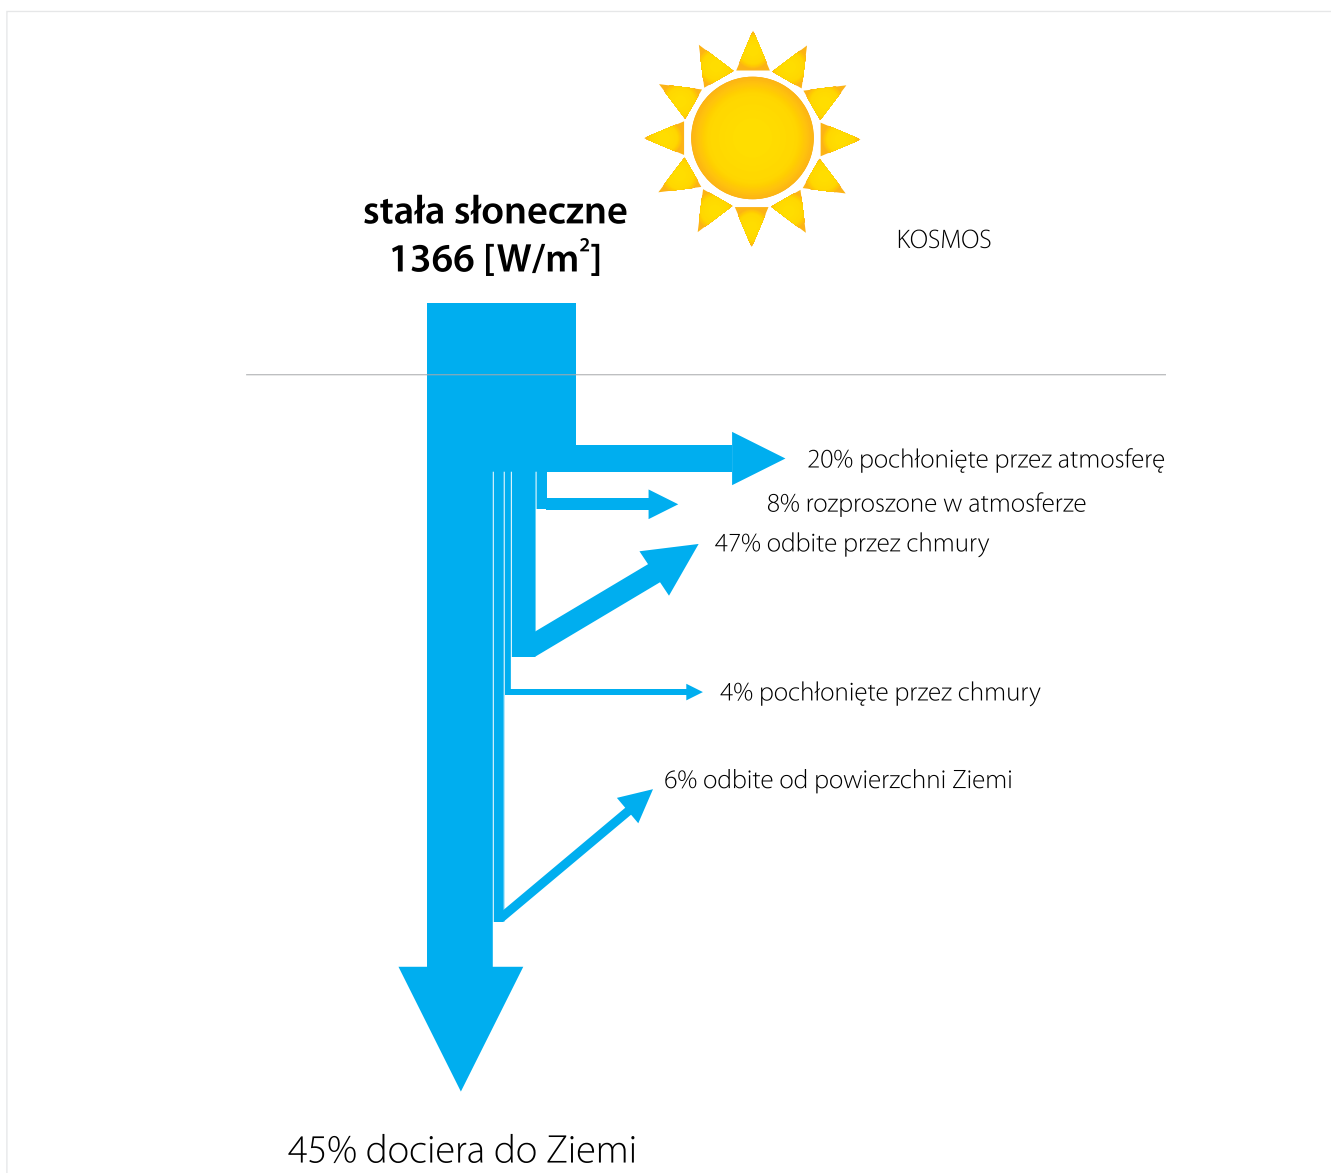 stała słoneczne
1366 [W/m²]
KOSMOS
20% pochłonięte przez atmosferę
8% rozproszone w atmosferze
47% odbite przez chmury
4% pochłonięte przez chmury
6% odbite od powierzchni Ziemi
45% dociera do Ziemi